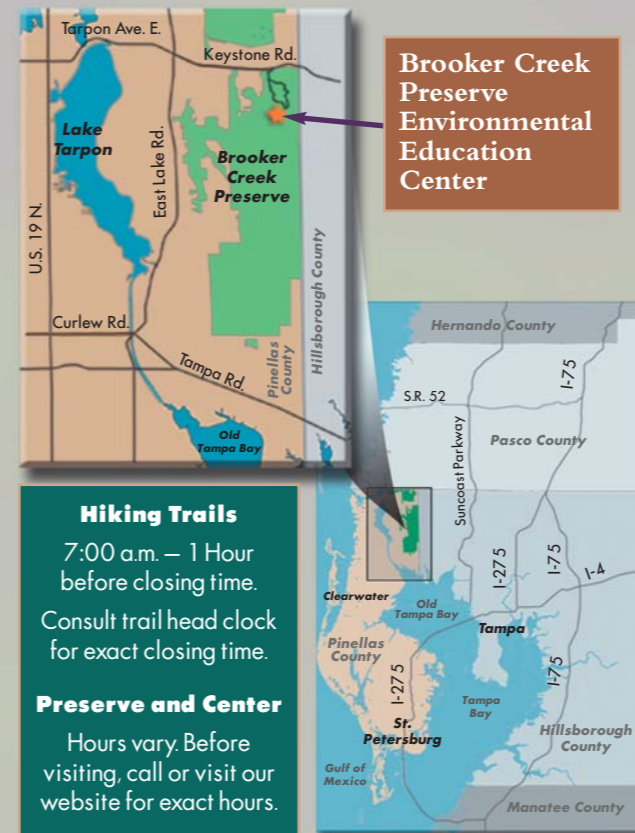 Tarpon Ave. E.
Keystone Rd.
Lake
Tarpon
East Lake Rd.
Brooker
Creek
Preserve
U.S. 19 N.
Hillsborough County
Curlew Rd.
Tampa Rd.
Pinellas
County
Old
Tampa Bay
Brooker Creek
Preserve
Environmental
Education
Center
Hernando County
I-75
S.R. 52
Pasco County
Suncoast Parkway
I-275
I-75
I-4
Clearwater
Old
Tampa Bay
Tampa
Pinellas
County
I-275
I-75
Tampa
Bay
St.
Petersburg
Hillsborough
County
Gulf of
Mexico
Manatee County
Hiking Trails
7:00 a.m. — 1 Hour
before closing time.
Consult trail head clock
for exact closing time.
Preserve and Center
Hours vary. Before
visiting, call or visit our
website for exact hours.